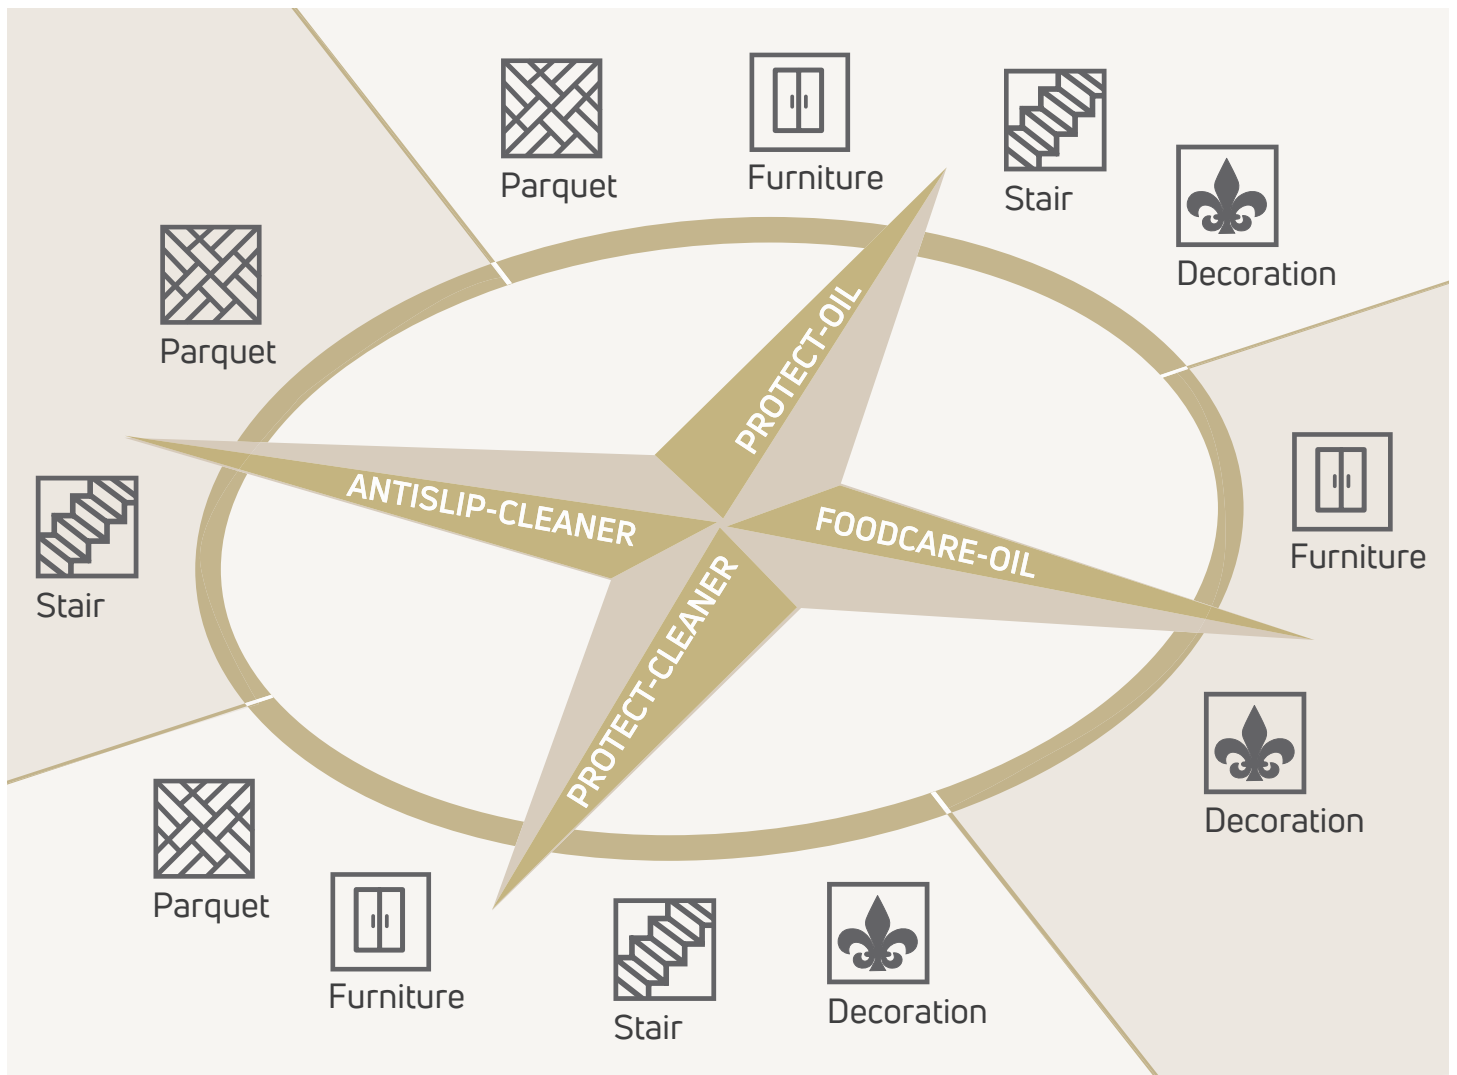 Parquet
Furniture
Stair
Decoration
Parquet
PROTECT-OIL
ANTISLIP-CLEANER
FOODCARE-OIL
PROTECT-CLEANER
Furniture
Stair
Decoration
Parquet
Furniture
Stair
Decoration